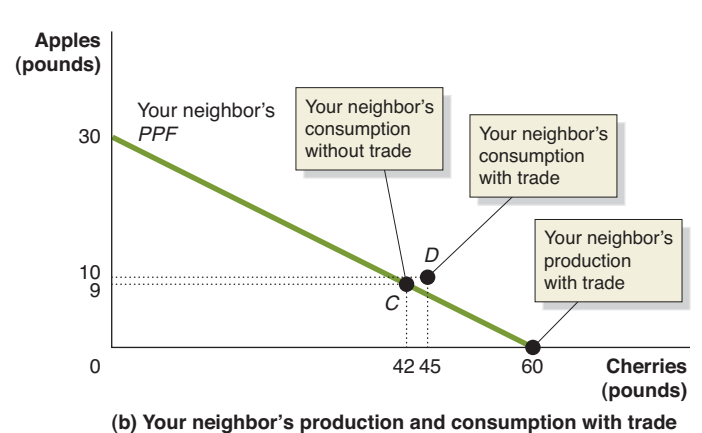 Apples
(pounds)
Your neighbor's
PPF
Your neighbor's
consumption
without trade
Your neighbor's
consumption
with trade
Your neighbor's
production
with trade
30
10
9
D
C
0
42 45
60
Cherries
(pounds)
(b) Your neighbor's production and consumption with trade